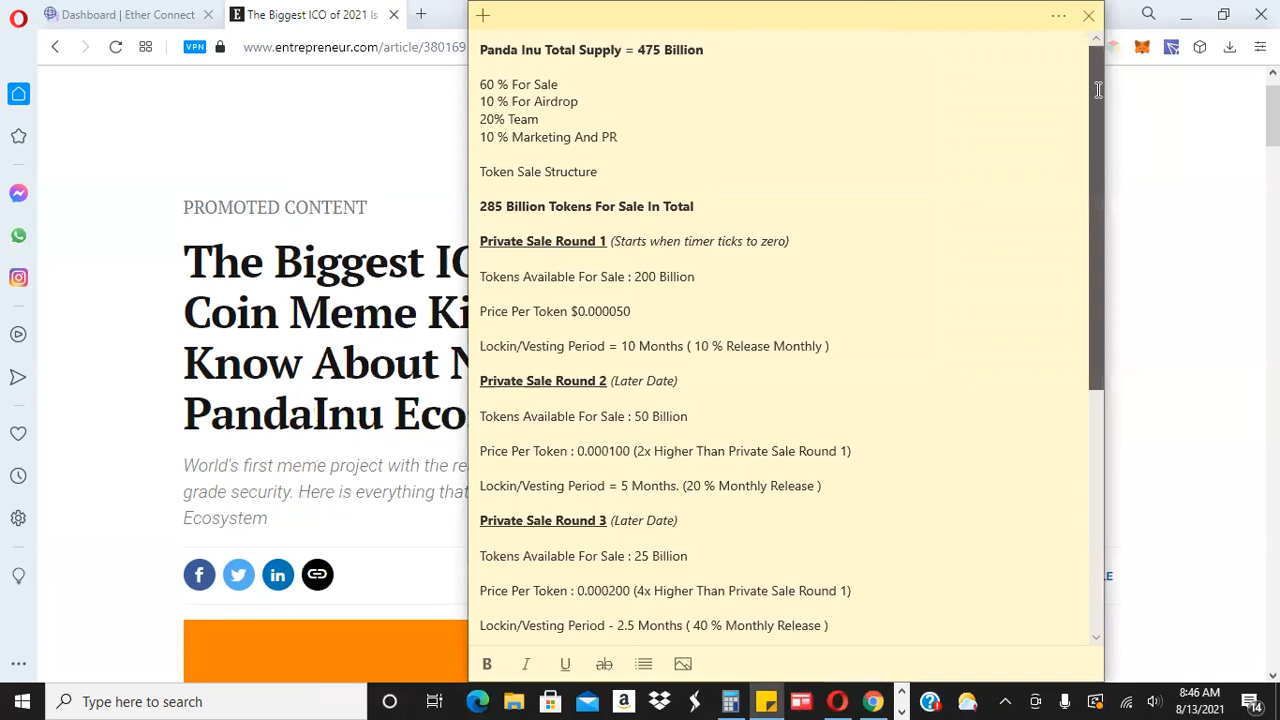 Dashboard | Ether Connect
The Biggest ICO of 2021 Is
VPN
www.entrepreneur.com/article/380169
PROMOTED CONTENT
The Biggest IC
Coin Meme Ki
Know About N
PandaInu Eco
World's first meme project with the re
grade security. Here is everything that
Ecosystem
Panda Inu Total Supply = 475 Billion
60 % For Sale
10 % For Airdrop
20% Team
10 % Marketing And PR
Token Sale Structure
285 Billion Tokens For Sale In Total
Private Sale Round 1 (Starts when timer ticks to zero)
Tokens Available For Sale : 200 Billion
Price Per Token $0.000050
Lockin/Vesting Period = 10 Months ( 10 % Release Monthly )
Private Sale Round 2 (Later Date)
Tokens Available For Sale : 50 Billion
Price Per Token : 0.000100 (2x Higher Than Private Sale Round 1)
Lockin/Vesting Period = 5 Months. (20 % Monthly Release )
Private Sale Round 3 (Later Date)
Tokens Available For Sale : 25 Billion
Price Per Token : 0.000200 (4x Higher Than Private Sale Round 1)
Lockin/Vesting Period - 2.5 Months ( 40 % Monthly Release )
LE
B I U ab
Type here to search
8:46 AM
8/13/2021
14